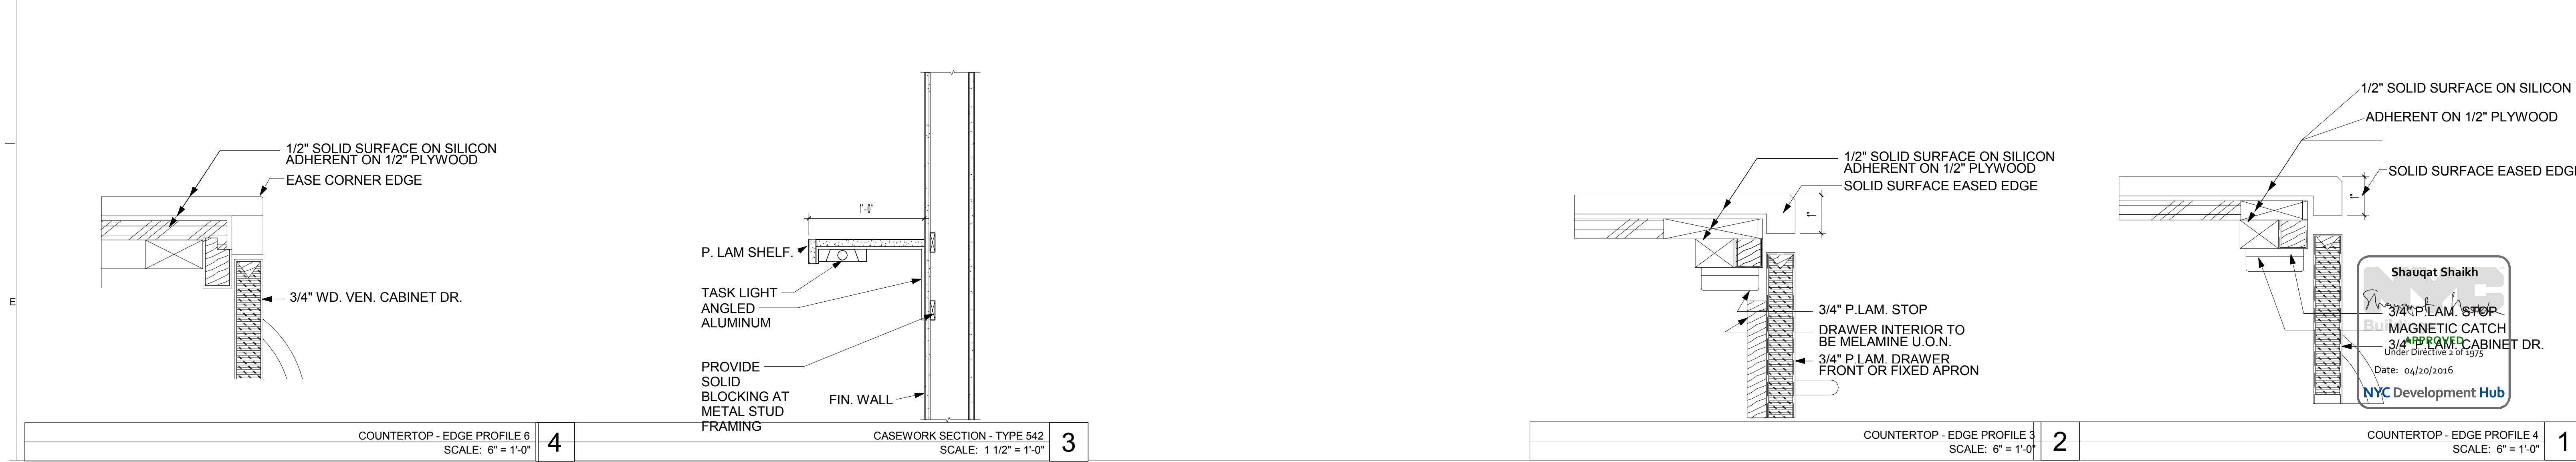 E
1/2" SOLID SURFACE ON SILICON
ADHERENT ON 1/2" PLYWOOD
EASE CORNER EDGE
3/4" WD. VEN. CABINET DR.
COUNTERTOP - EDGE PROFILE 6
SCALE: 6" = 1'-0"
4
1'-0"
P. LAM SHELF.
TASK LIGHT
ANGLED
ALUMINUM
PROVIDE
SOLID
BLOCKING AT
METAL STUD
FRAMING
FIN. WALL
CASEWORK SECTION - TYPE 542
SCALE: 1 1/2" = 1'-0"
3
1/2" SOLID SURFACE ON SILICON
ADHERENT ON 1/2" PLYWOOD
SOLID SURFACE EASED EDGE
1"
3/4" P.LAM. STOP
DRAWER INTERIOR TO
BE MELAMINE U.O.N.
3/4" P.LAM. DRAWER
FRONT OR FIXED APRON
COUNTERTOP - EDGE PROFILE 3
SCALE: 6" = 1'-0"
2
1/2" SOLID SURFACE ON SILICON
ADHERENT ON 1/2" PLYWOOD
SOLID SURFACE EASED EDG
1"
Shauqat Shaikh
3/4" P.LAM. STOP
MAGNETIC CATCH
APPROVED
3/4" P.LAM. CABINET DR.
Under Directive 2 of 1975
Date: 04/20/2016
NYC Development Hub
COUNTERTOP - EDGE PROFILE 4
SCALE: 6" = 1'-0"
1